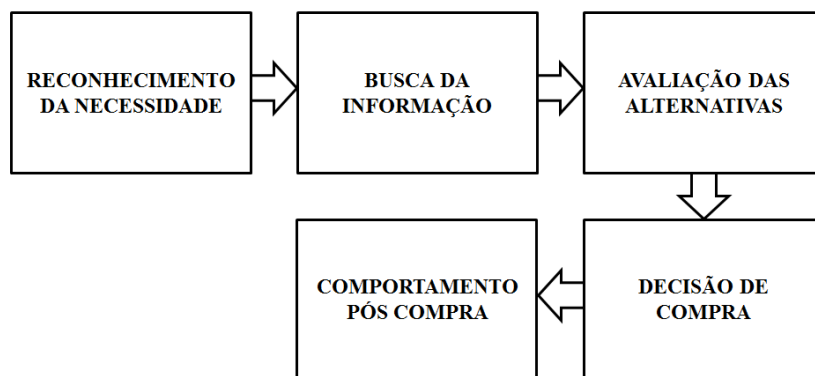 RECONHECIMENTO
DA NECESSIDADE
BUSCA DA
INFORMAÇÃO
AVALIAÇÃO DAS
ALTERNATIVAS
DECISÃO DE
COMPRA
COMPORTAMENTO
PÓS COMPRA